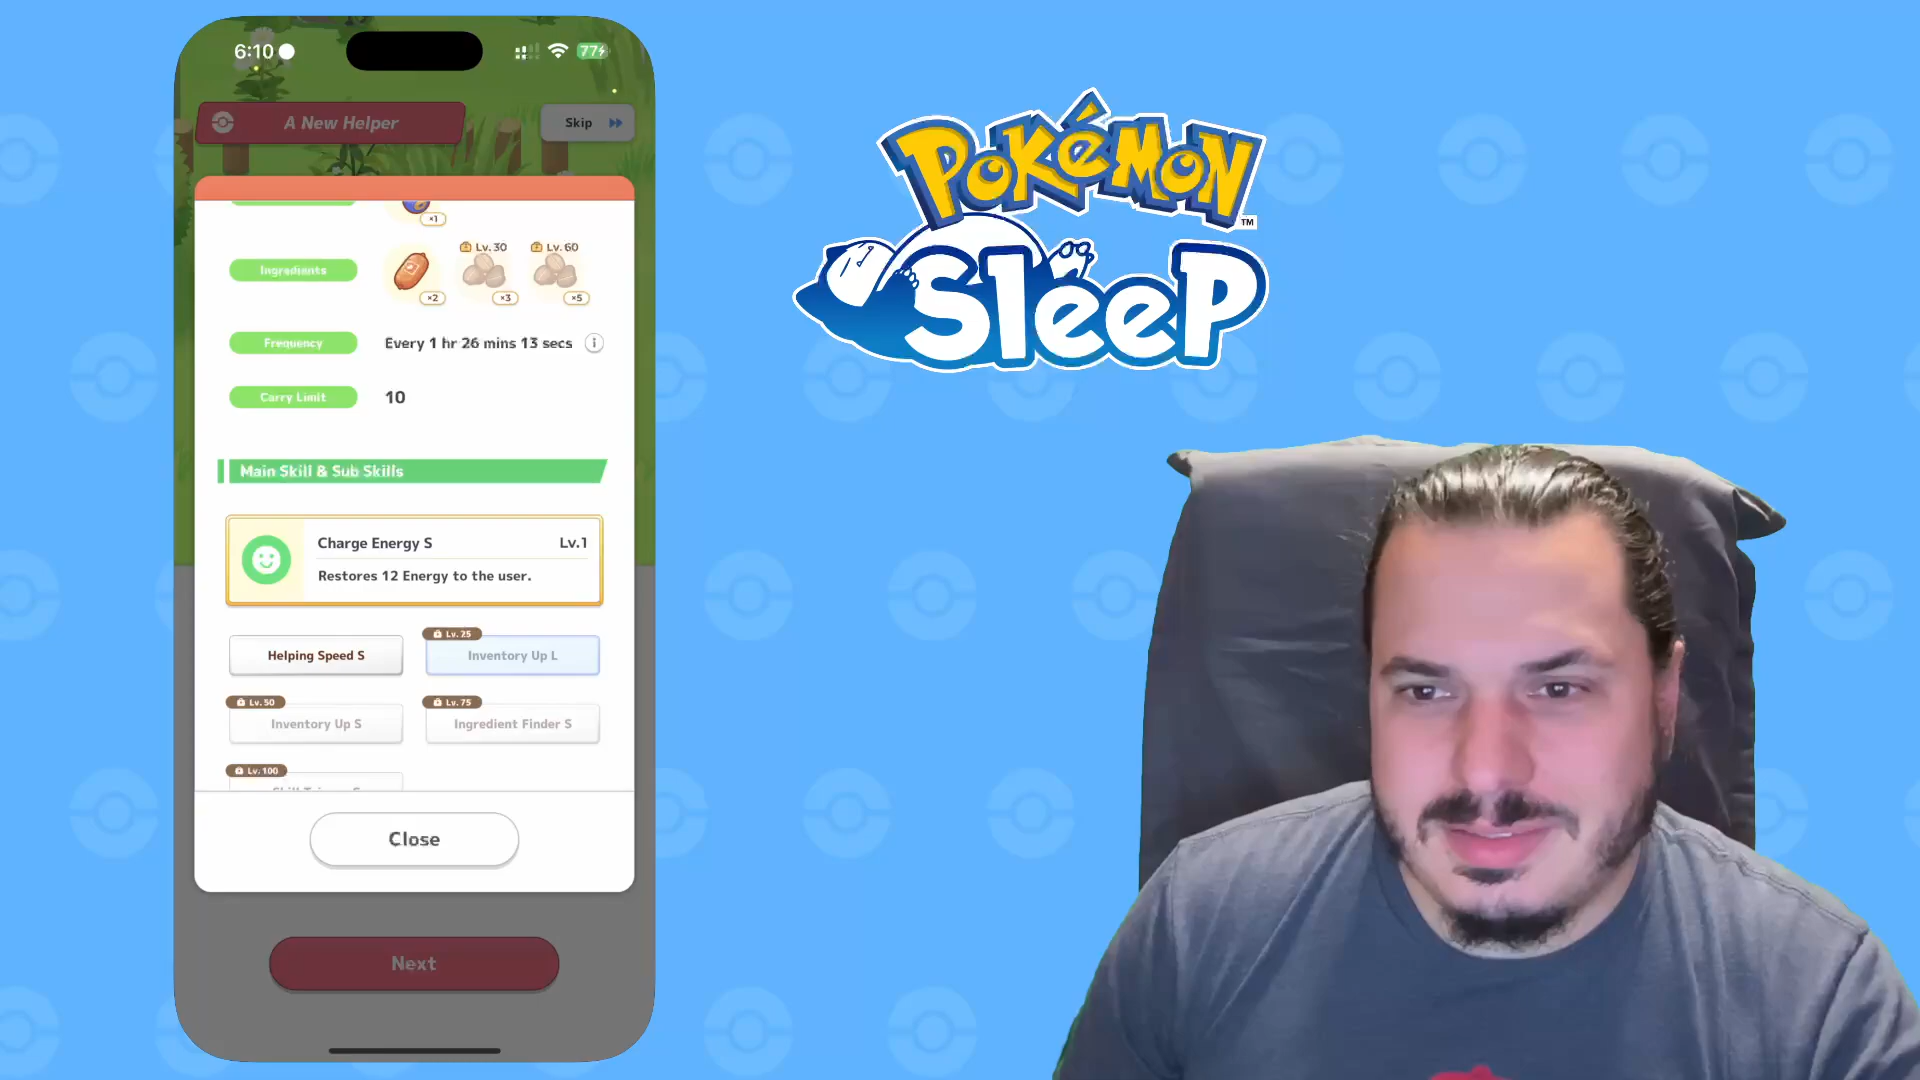 6:10
77
A New Helper
Skip
×1
Ingredients
Lv. 30
Lv. 60
×2
×3
×5
Frequency
Every 1 hr 26 mins 13 secs
Carry Limit
10
Main Skill & Sub Skills
Charge Energy S
Lv.1
Restores 12 Energy to the user.
Helping Speed S
Lv. 25
Inventory Up L
Lv. 50
Inventory Up S
Lv. 75
Ingredient Finder S
Lv. 100
Close
Next
POKéMON
TM
Sleep